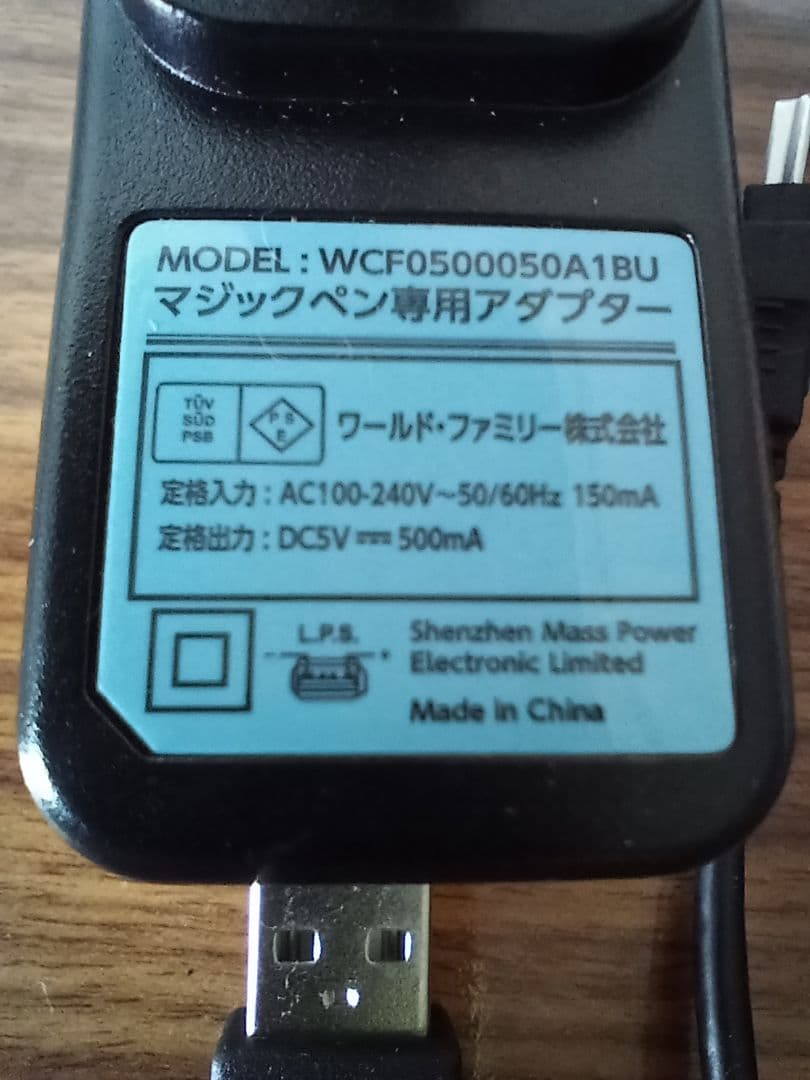 MODEL : WCF0500050A1BU
マジックペン専用アダプター
TÜV
SÜD
PSB
P S
E
ワールド・ファミリー株式会社
定格入力 : AC100-240V～50/60Hz 150mA
定格出力 : DC5V ⎓ 500mA
L.P.S.
Shenzhen Mass Power
Electronic Limited
Made in China